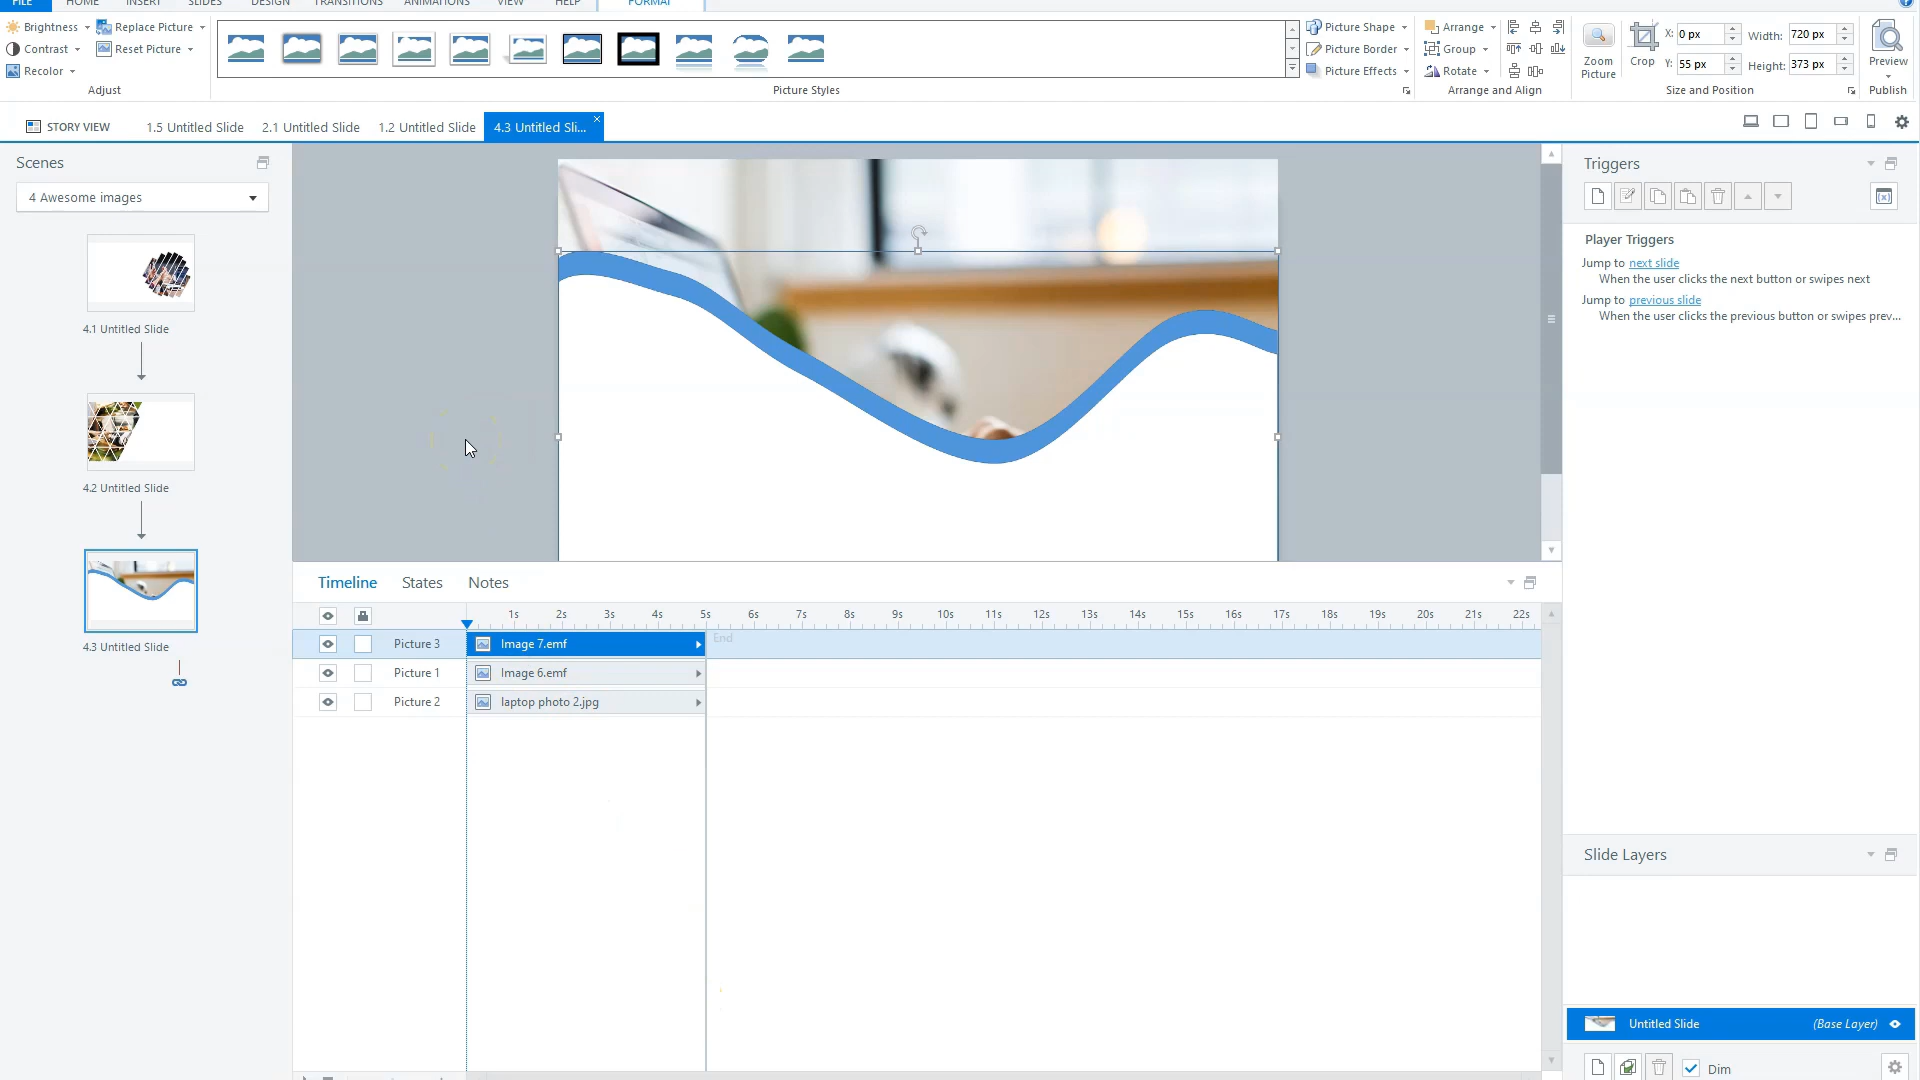 FILE HOME INSERT SLIDES DESIGN TRANSITIONS ANIMATIONS VIEW HELP FORMAT
Brightness Replace Picture Picture Shape Arrange X: 0 px Width: 720 px
Contrast Reset Picture Picture Border Group Zoom Picture Crop Preview
Recolor Picture Effects Rotate Y: 55 px Height: 373 px
Adjust Picture Styles Arrange and Align Size and Position Publish
STORY VIEW 1.5 Untitled Slide 2.1 Untitled Slide 1.2 Untitled Slide 4.3 Untitled Sli...
Scenes
4 Awesome images
4.1 Untitled Slide
4.2 Untitled Slide
4.3 Untitled Slide
Triggers
Player Triggers
Jump to next slide
When the user clicks the next button or swipes next
Jump to previous slide
When the user clicks the previous button or swipes prev...
Timeline States Notes
1s 2s 3s 4s 5s 6s 7s 8s 9s 10s 11s 12s 13s 14s 15s 16s 17s 18s 19s 20s 21s 22s
Picture 3 Image 7.emf End
Picture 1 Image 6.emf
Picture 2 laptop photo 2.jpg
Slide Layers
Untitled Slide (Base Layer)
Dim